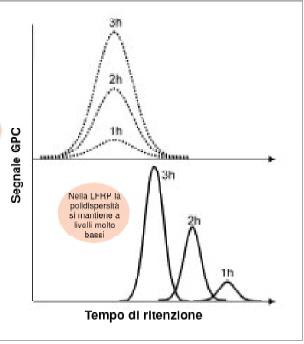 3h
2h
1h
Segnale GPC
Nella LFRP la
polidispersità
si mantiene a
livelli molto
bassi
3h
2h
1h
Tempo di ritenzione